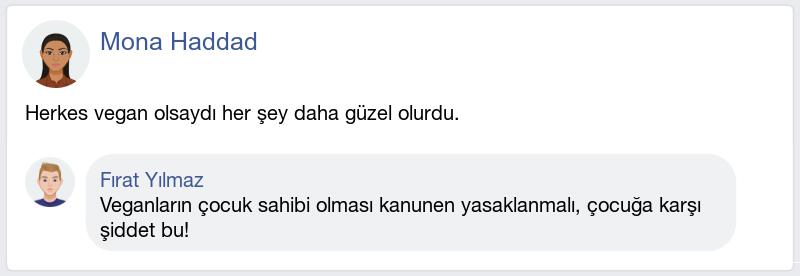 Mona Haddad
Herkes vegan olsaydı her şey daha güzel olurdu.
Fırat Yılmaz
Veganların çocuk sahibi olması kanunen yasaklanmalı, çocuğa karşı
şiddet bu!